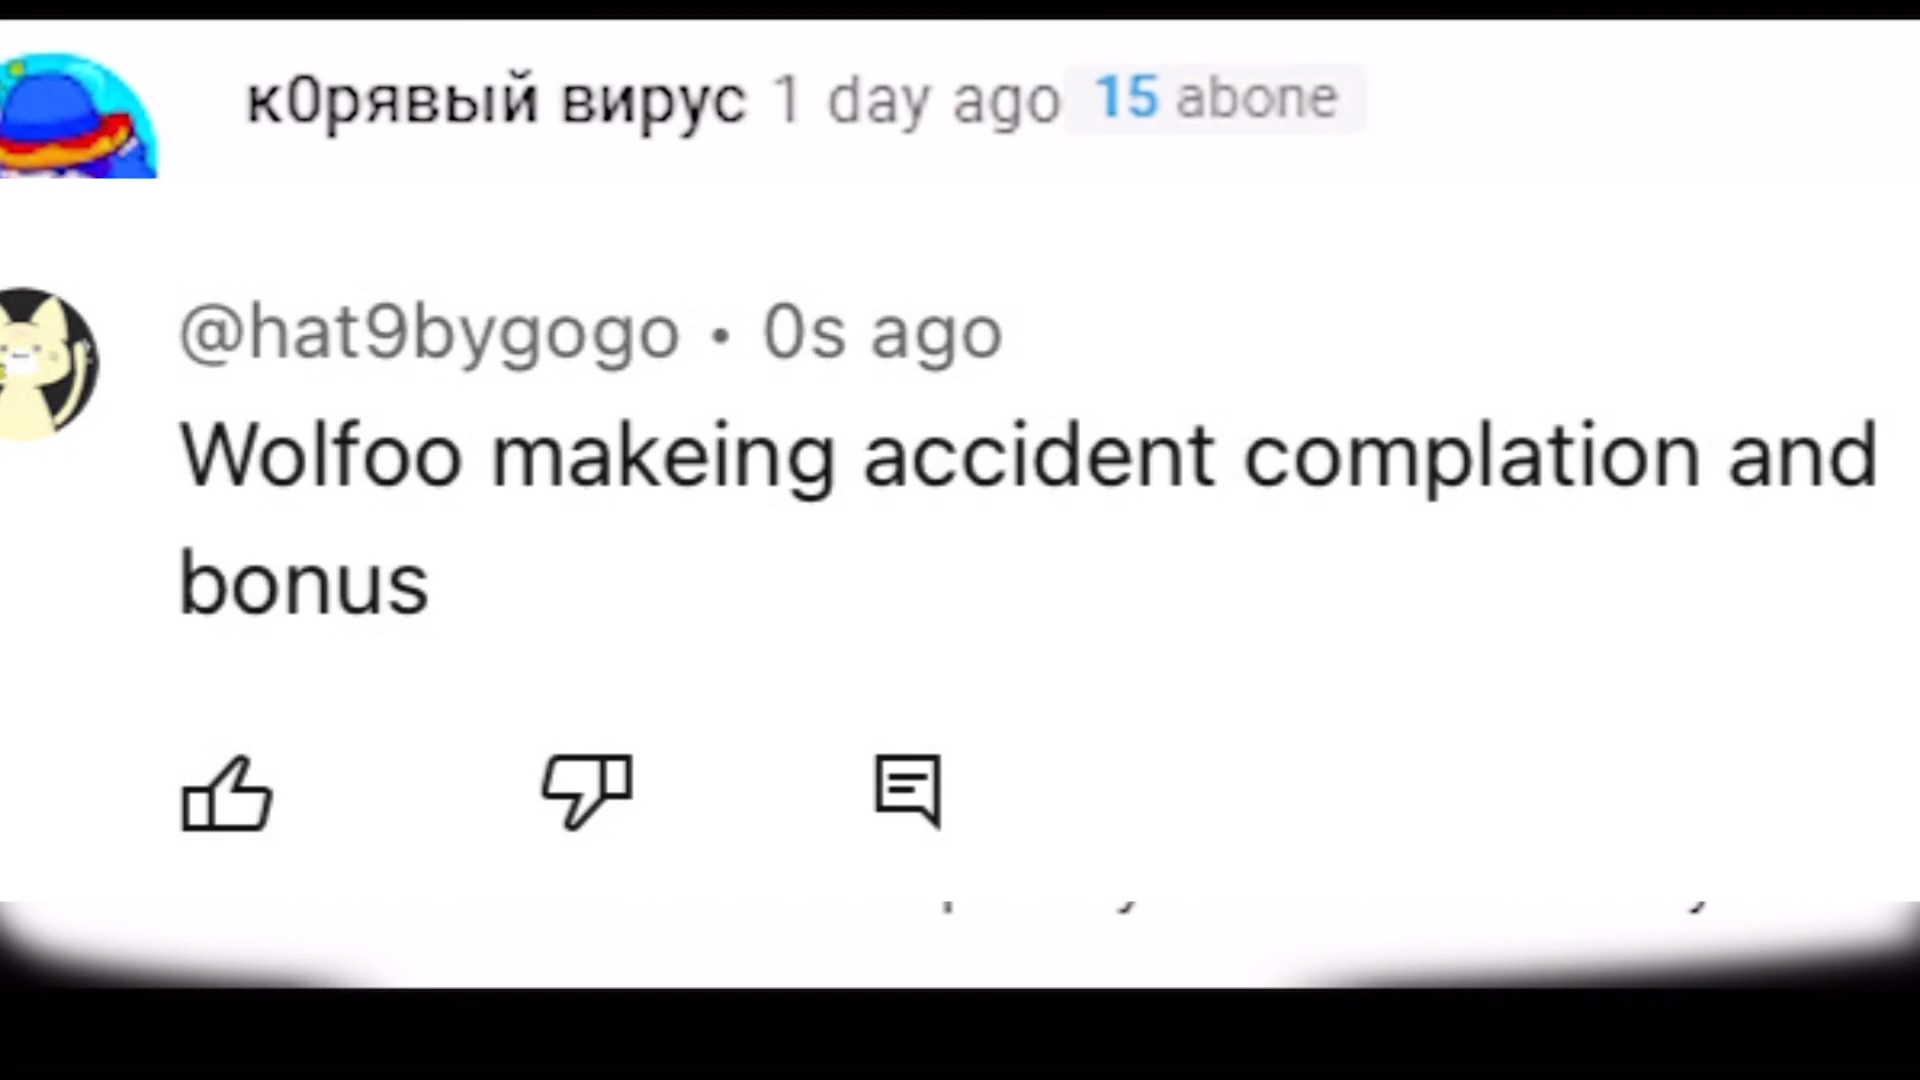 к0рявый вирус 1 day ago 15 abone
@hat9bygogo • 0s ago
Wolfoo makeing accident complation and
bonus